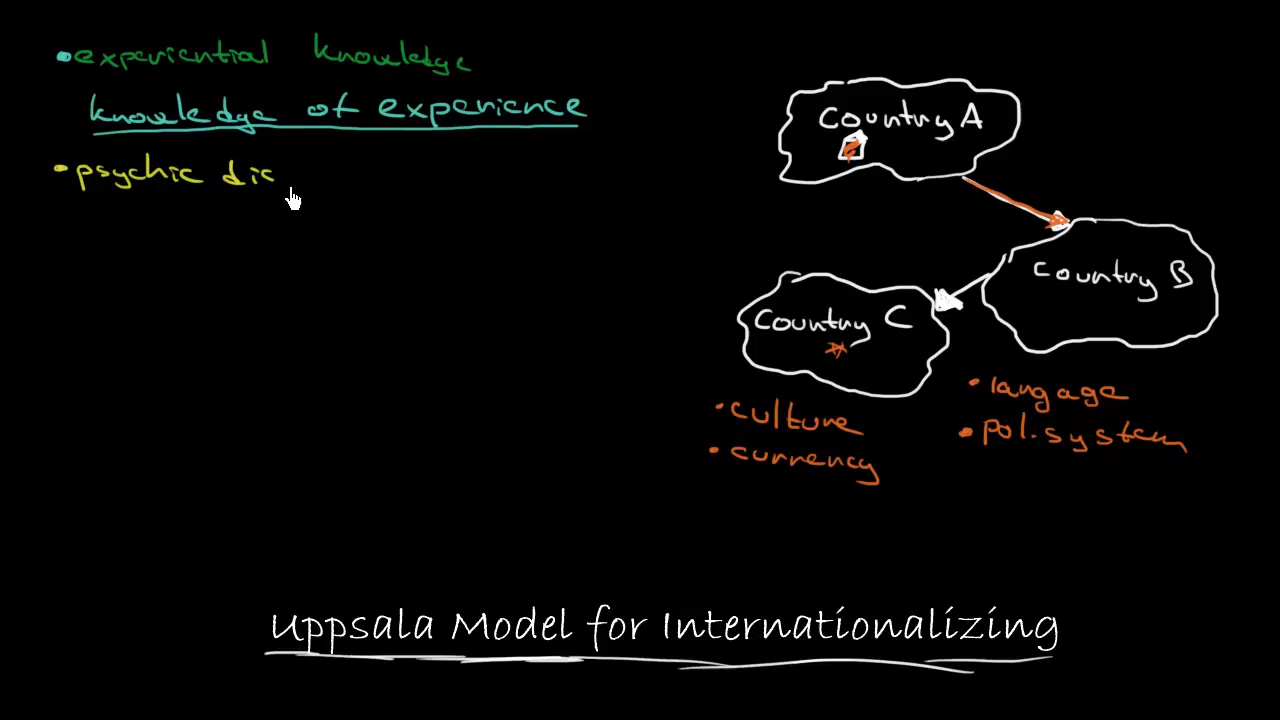 •experiential knowledge
knowledge of experience
•psychic dis
Country A
Country B
Country C
•langage
•pol.system
•culture
•currency
Uppsala Model for Internationalizing